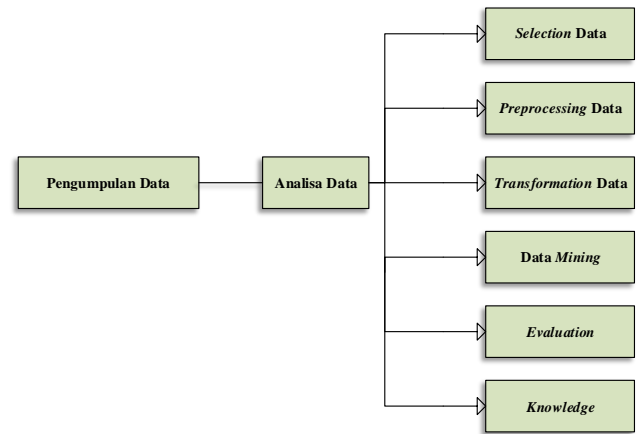 Selection Data
Preprocessing Data
Pengumpulan Data
Analisa Data
Transformation Data
Data Mining
Evaluation
Knowledge